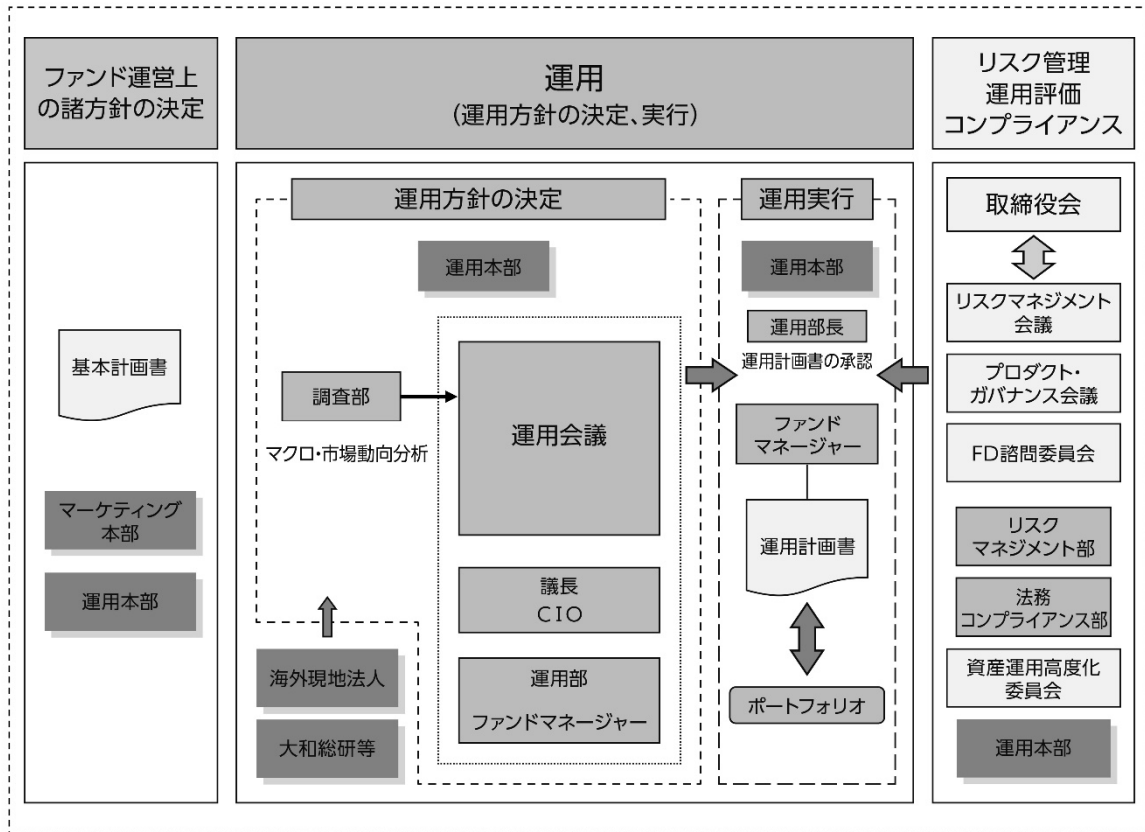 ファンド運営上
の諸方針の決定
基本計画書
マーケティング
本部
運用本部
運用
(運用方針の決定、実行)
運用方針の決定
運用本部
調査部
マクロ・市場動向分析
運用会議
議長
CIO
運用部
ファンドマネージャー
海外現地法人
大和総研等
運用実行
運用本部
運用部長
運用計画書の承認
ファンド
マネージャー
運用計画書
ポートフォリオ
リスク管理
運用評価
コンプライアンス
取締役会
リスクマネジメント
会議
プロダクト・
ガバナンス会議
FD諮問委員会
リスク
マネジメント部
法務
コンプライアンス部
資産運用高度化
委員会
運用本部